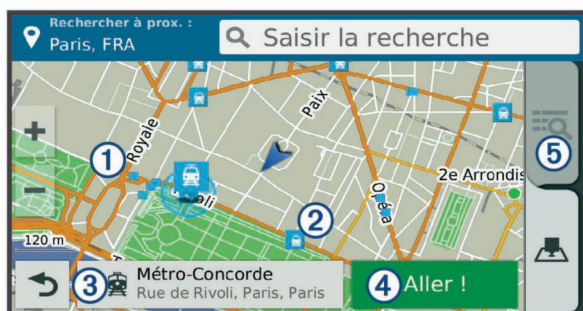 Rechercher à prox. :
Paris, FRA
Saisir la recherche
Paix
Royale
1
5
2e Arrondis
Opéra
2
120 m
3
Métro-Concorde
Rue de Rivoli, Paris, Paris
4
Aller !